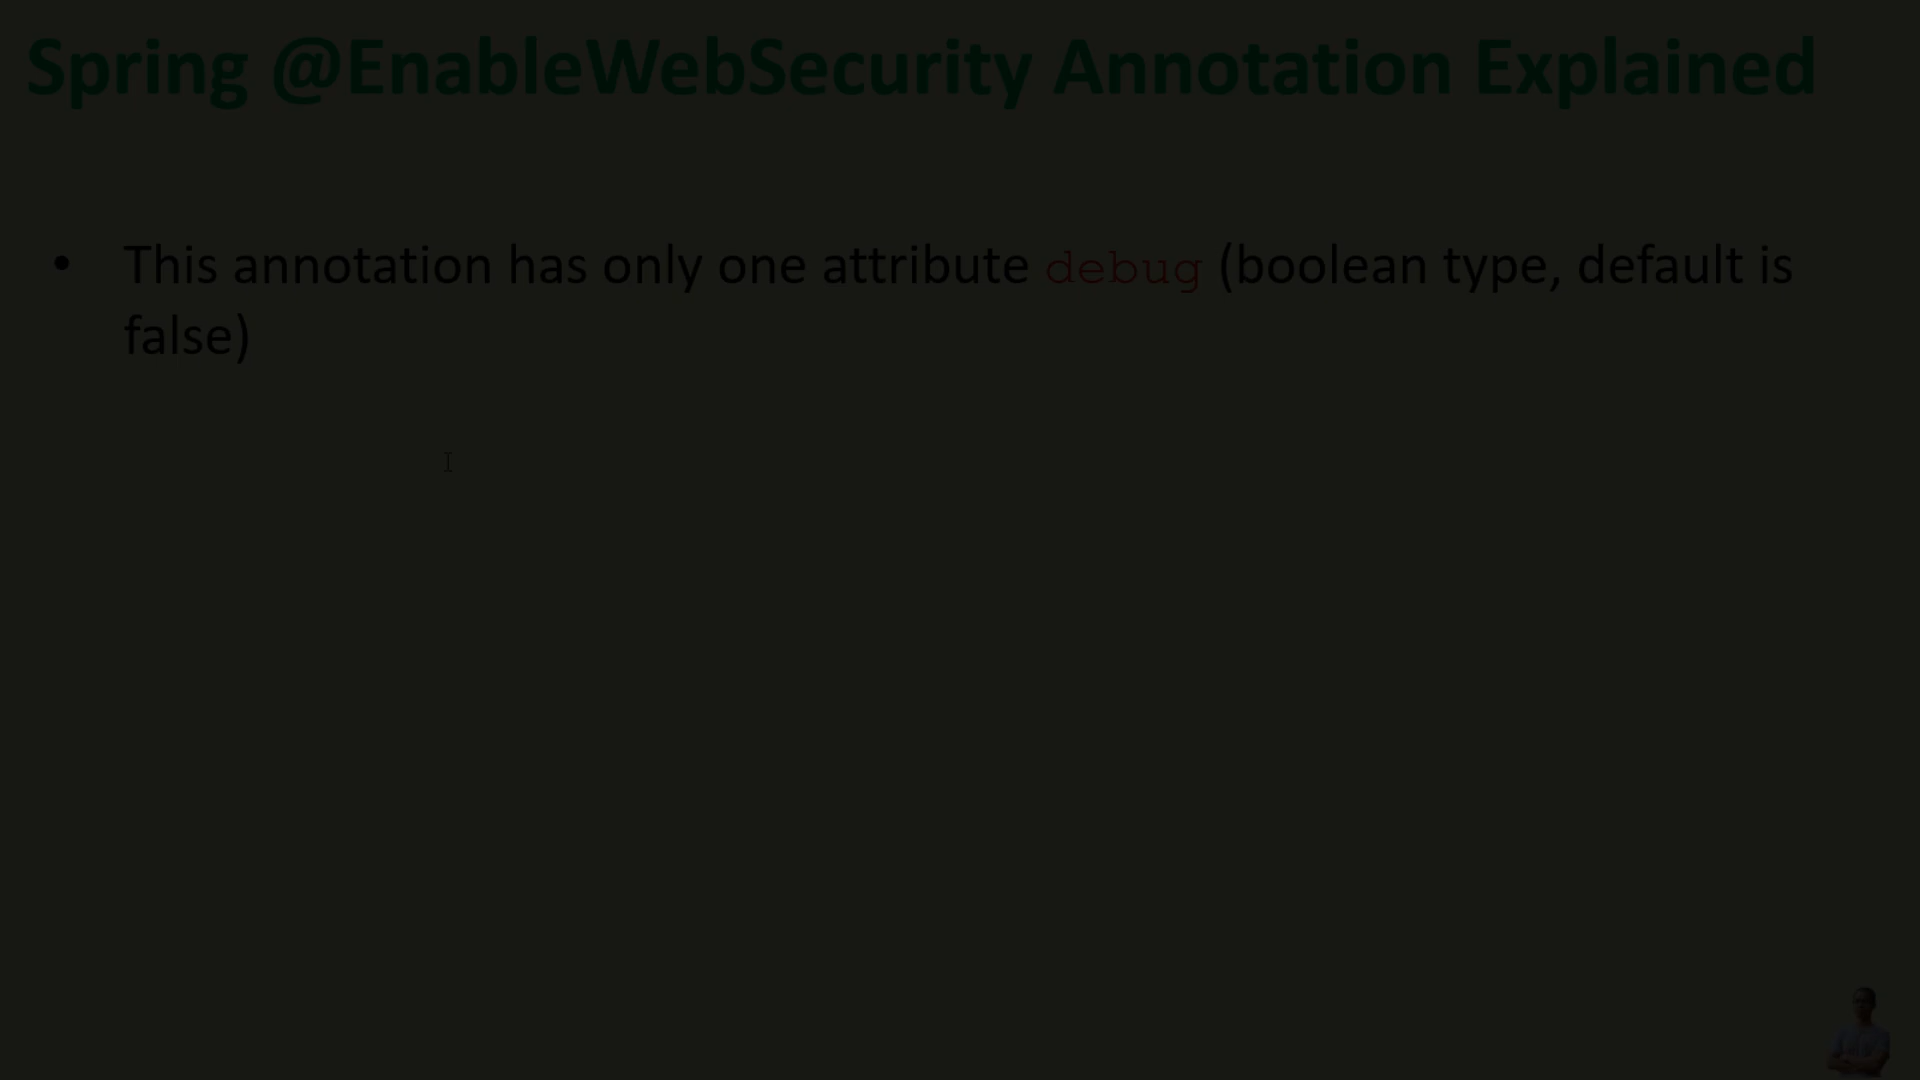 Spring @EnableWebSecurity Annotation Explained
• This annotation has only one attribute debug (boolean type, default is
false)